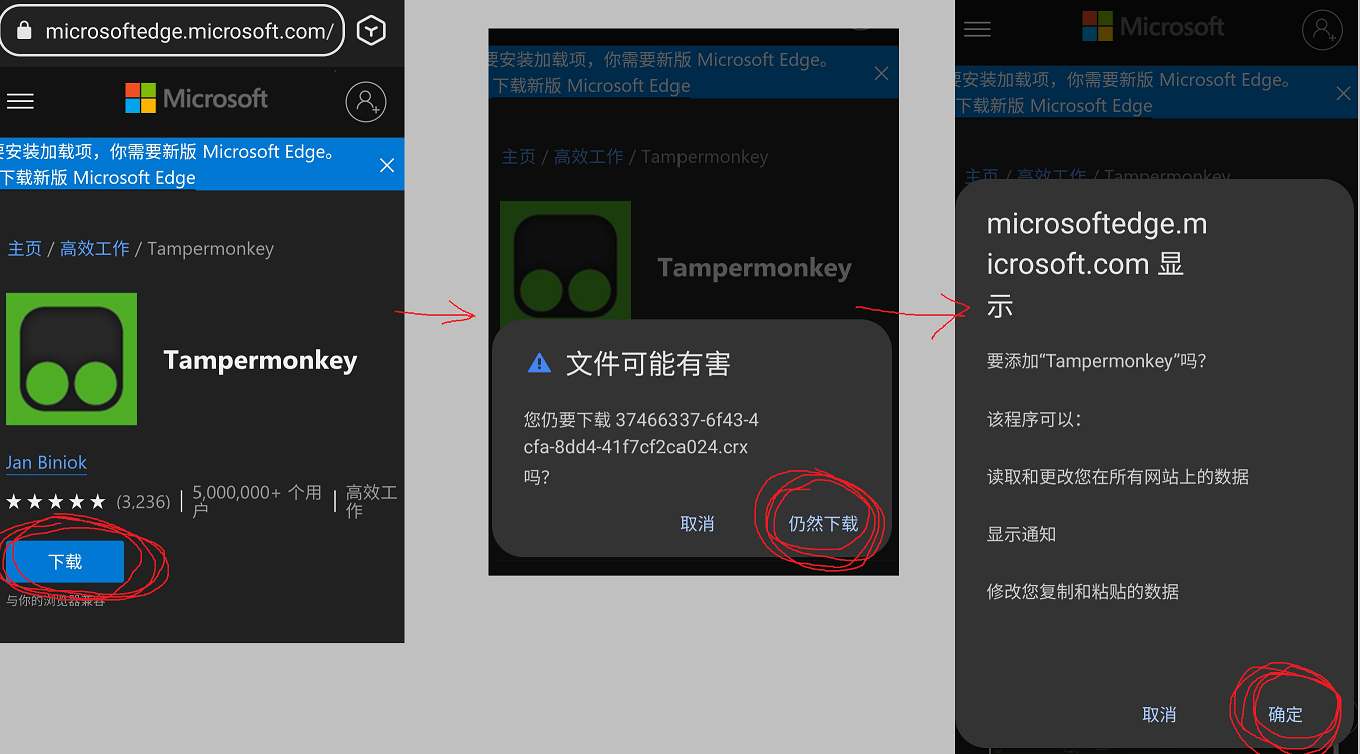 microsoftedge.microsoft.com/
Microsoft
要安装加载项，你需要新版 Microsoft Edge。
下载新版 Microsoft Edge
主页 / 高效工作 / Tampermonkey
Tampermonkey
Jan Biniok
★★★★★ (3,236) | 5,000,000+ 个用户 | 高效工作
下载
与你的浏览器兼容
要安装加载项，你需要新版 Microsoft Edge。
下载新版 Microsoft Edge
主页 / 高效工作 / Tampermonkey
Tampermonkey
文件可能有害
您仍要下载 37466337-6f43-4
cfa-8dd4-41f7cf2ca024.crx
吗？
取消
仍然下载
Microsoft
要安装加载项，你需要新版 Microsoft Edge。
下载新版 Microsoft Edge
主页 / 高效工作 / Tampermonkey
microsoftedge.m
icrosoft.com 显
示
要添加“Tampermonkey”吗？
该程序可以：
读取和更改您在所有网站上的数据
显示通知
修改您复制和粘贴的数据
取消
确定